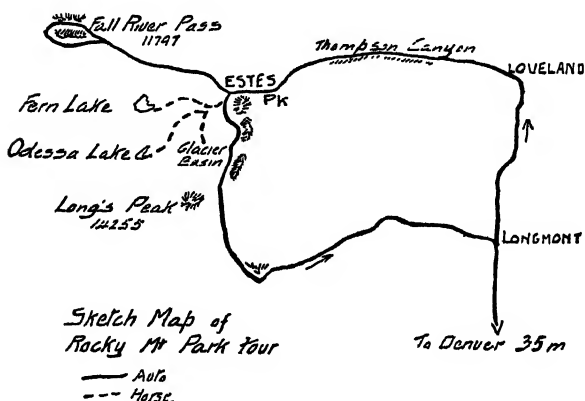 Fall River Pass
11797
Thompson Canyon
LOVELAND
ESTES
PK
Fern Lake
Odessa Lake
Glacier
Basin
Long's Peak
14255
LONGMONT
Sketch Map of
Rocky Mt Park tour
To Denver 35m
Auto
Horse